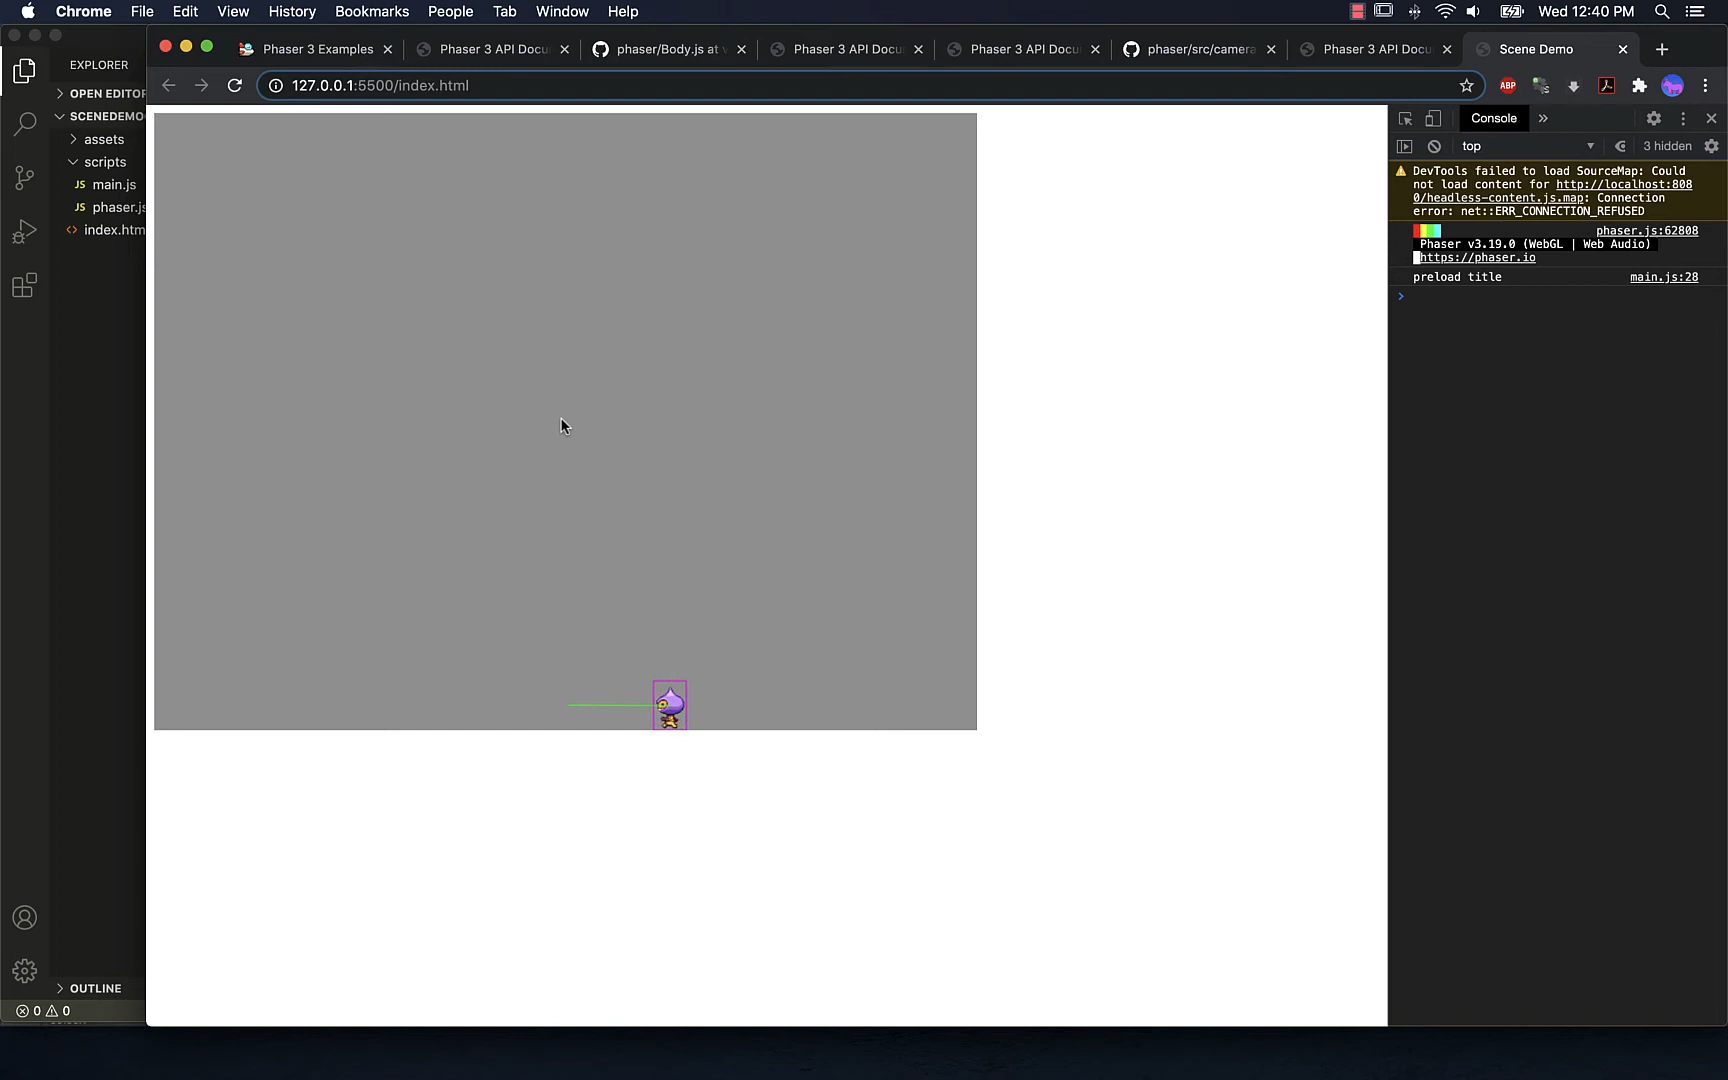 Chrome File Edit View History Bookmarks People Tab Window Help Wed 12:40 PM
Phaser 3 Examples Phaser 3 API Docu Phaser/Body.js at v Phaser 3 API Docu Phaser 3 API Docu phaser/src/camera Phaser 3 API Docu Scene Demo
127.0.0.1:5500/index.html ABP
EXPLORER
OPEN EDITOR
SCENEDEMO
assets
scripts
JS main.js
JS phaser.js
<> index.htm
OUTLINE
0 0
Console »
top 3 hidden
DevTools failed to load SourceMap: Could
not load content for http://localhost:808
0/headless-content.js.map: Connection
error: net::ERR_CONNECTION_REFUSED
phaser.js:62808
Phaser v3.19.0 (WebGL | Web Audio)
https://phaser.io
preload title main.js:28